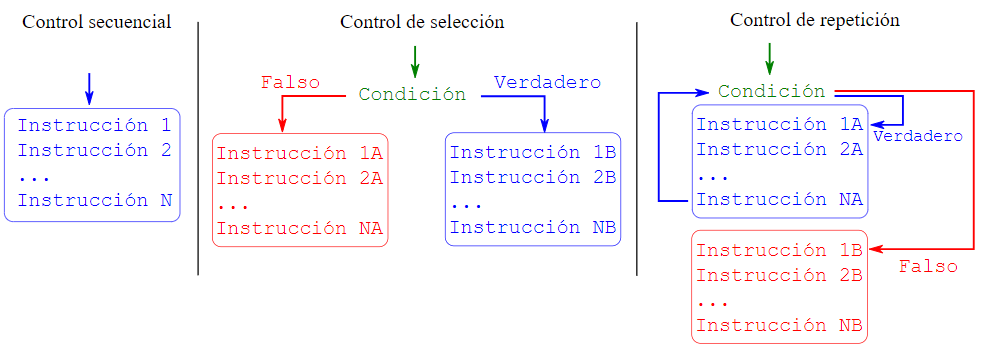 Control secuencial
Instrucción 1
Instrucción 2
...
Instrucción N
Control de selección
Falso
Condición
Verdadero
Instrucción 1A
Instrucción 2A
...
Instrucción NA
Instrucción 1B
Instrucción 2B
...
Instrucción NB
Control de repetición
Condición
Instrucción 1A
Verdadero
Instrucción 2A
...
Instrucción NA
Instrucción 1B
Falso
Instrucción 2B
...
Instrucción NB